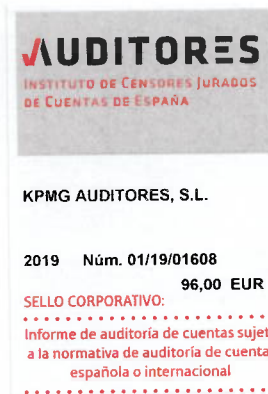 AUDITORES
INSTITUTO DE CENSORES JURADOS
DE CUENTAS DE ESPAÑA
KPMG AUDITORES, S.L.
2019 Núm. 01/19/01608
96,00 EUR
SELLO CORPORATIVO:
Informe de auditoría de cuentas sujet
a la normativa de auditoría de cuenta
española o internacional